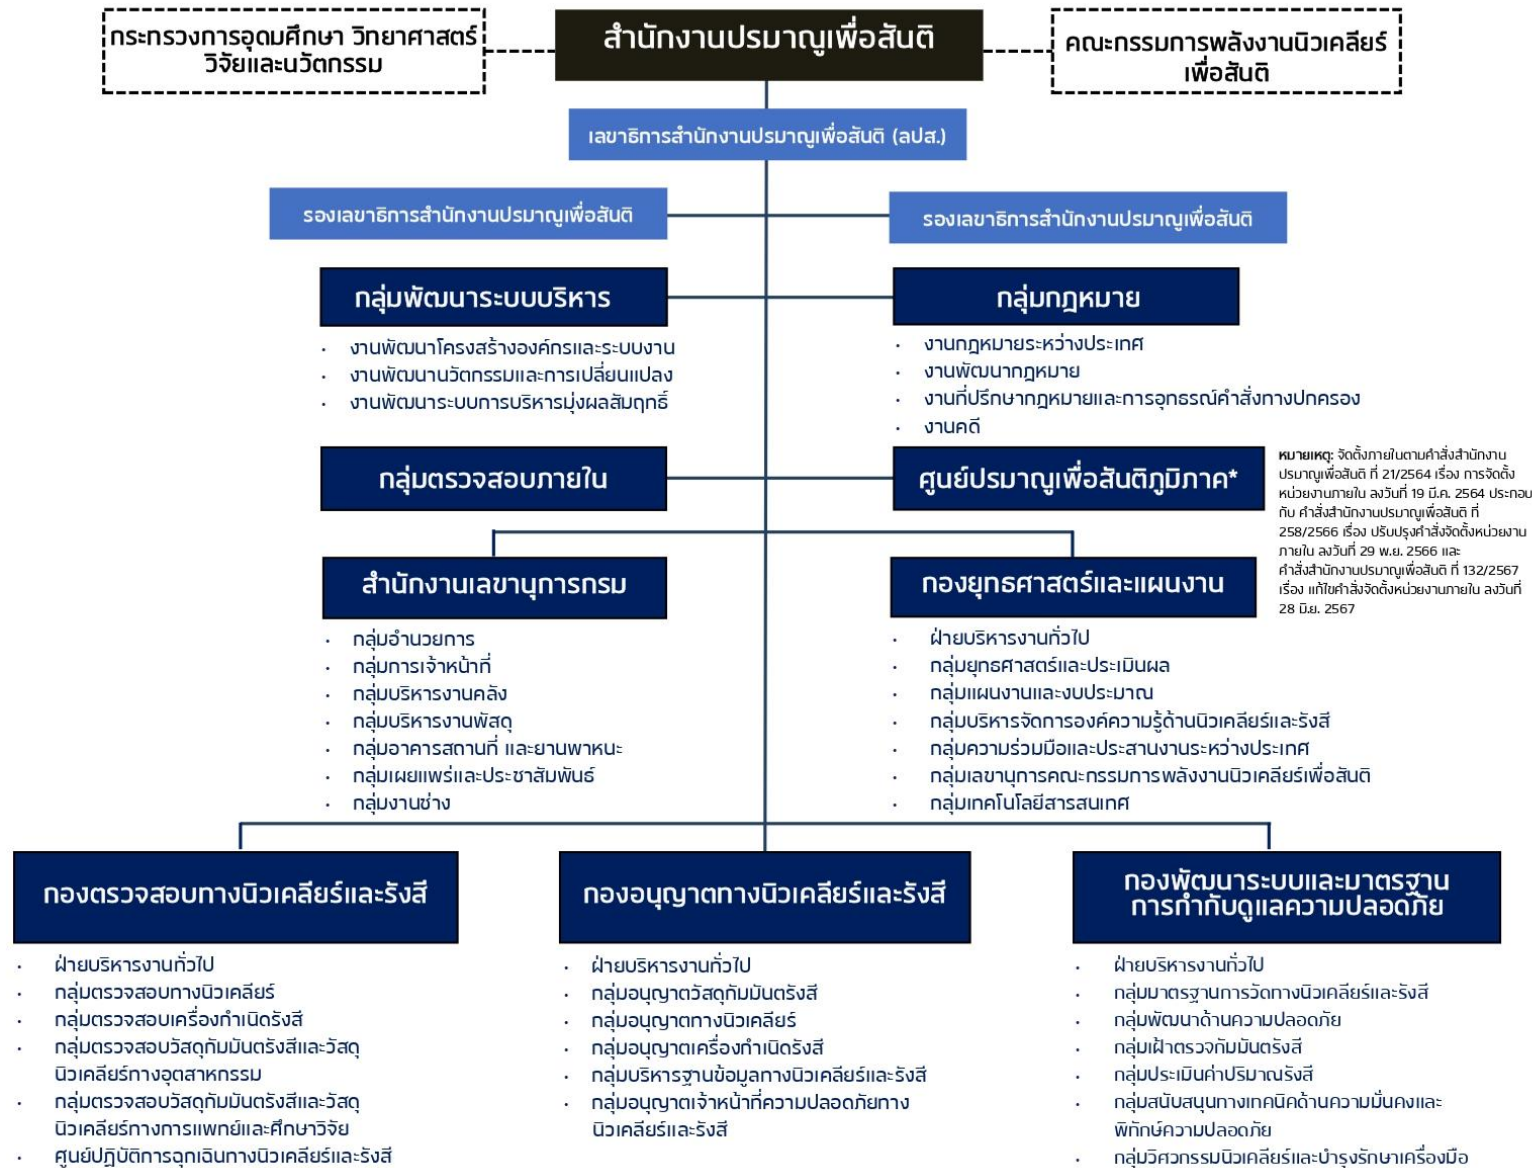 กระทรวงการอุดมศึกษา วิทยาศาสตร์
วิจัยและนวัตกรรม
สำนักงานปรมาณูเพื่อสันติ
คณะกรรมการพลังงานนิวเคลียร์
เพื่อสันติ
เลขาธิการสำนักงานปรมาณูเพื่อสันติ (ลปส.)
รองเลขาธิการสำนักงานปรมาณูเพื่อสันติ
รองเลขาธิการสำนักงานปรมาณูเพื่อสันติ
กลุ่มพัฒนาระบบบริหาร
· งานพัฒนาโครงสร้างองค์กรและระบบงาน
· งานพัฒนานวัตกรรมและการเปลี่ยนแปลง
· งานพัฒนาระบบการบริหารมุ่งผลสัมฤทธิ์
กลุ่มกฎหมาย
· งานกฎหมายระหว่างประเทศ
· งานพัฒนากฎหมาย
· งานที่ปรึกษากฎหมายและการอุทธรณ์คำสั่งทางปกครอง
· งานคดี
กลุ่มตรวจสอบภายใน
ศูนย์ปรมาณูเพื่อสันติภูมิภาค*
หมายเหตุ: จัดตั้งภายในตามคำสั่งสำนักงาน
ปรมาณูเพื่อสันติ ที่ 21/2564 เรื่อง การจัดตั้ง
หน่วยงานภายใน ลงวันที่ 19 มี.ค. 2564 ประกอบ
กับ คำสั่งสำนักงานปรมาณูเพื่อสันติ ที่
258/2566 เรื่อง ปรับปรุงคำสั่งจัดตั้งหน่วยงาน
ภายใน ลงวันที่ 29 พ.ย. 2566 และ
คำสั่งสำนักงานปรมาณูเพื่อสันติ ที่ 132/2567
เรื่อง แก้ไขคำสั่งจัดตั้งหน่วยงานภายใน ลงวันที่
28 มิ.ย. 2567
สำนักงานเลขานุการกรม
· กลุ่มอำนวยการ
· กลุ่มการเจ้าหน้าที่
· กลุ่มบริหารงานคลัง
· กลุ่มบริหารงานพัสดุ
· กลุ่มอาคารสถานที่ และยานพาหนะ
· กลุ่มเผยแพร่และประชาสัมพันธ์
· กลุ่มงานช่าง
กองยุทธศาสตร์และแผนงาน
· ฝ่ายบริหารงานทั่วไป
· กลุ่มยุทธศาสตร์และประเมินผล
· กลุ่มแผนงานและงบประมาณ
· กลุ่มบริหารจัดการองค์ความรู้ด้านนิวเคลียร์และรังสี
· กลุ่มความร่วมมือและประสานงานระหว่างประเทศ
· กลุ่มเลขานุการคณะกรรมการพลังงานนิวเคลียร์เพื่อสันติ
· กลุ่มเทคโนโลยีสารสนเทศ
กองตรวจสอบทางนิวเคลียร์และรังสี
· ฝ่ายบริหารงานทั่วไป
· กลุ่มตรวจสอบทางนิวเคลียร์
· กลุ่มตรวจสอบเครื่องกำเนิดรังสี
· กลุ่มตรวจสอบวัสดุกัมมันตรังสีและวัสดุ
นิวเคลียร์ทางอุตสาหกรรม
· กลุ่มตรวจสอบวัสดุกัมมันตรังสีและวัสดุ
นิวเคลียร์ทางการแพทย์และศึกษาวิจัย
· ศูนย์ปฏิบัติการฉุกเฉินทางนิวเคลียร์และรังสี
กองอนุญาตทางนิวเคลียร์และรังสี
· ฝ่ายบริหารงานทั่วไป
· กลุ่มอนุญาตวัสดุกัมมันตรังสี
· กลุ่มอนุญาตทางนิวเคลียร์
· กลุ่มอนุญาตเครื่องกำเนิดรังสี
· กลุ่มบริหารฐานข้อมูลทางนิวเคลียร์และรังสี
· กลุ่มอนุญาตเจ้าหน้าที่ความปลอดภัยทาง
นิวเคลียร์และรังสี
กองพัฒนาระบบและมาตรฐาน
การกำกับดูแลความปลอดภัย
· ฝ่ายบริหารงานทั่วไป
· กลุ่มมาตรฐานการวัดทางนิวเคลียร์และรังสี
· กลุ่มพัฒนาด้านความปลอดภัย
· กลุ่มเฝ้าตรวจกัมมันตรังสี
· กลุ่มประเมินค่าปริมาณรังสี
· กลุ่มสนับสนุนทางเทคนิคด้านความมั่นคงและ
พิทักษ์ความปลอดภัย
· กลุ่มวิศวกรรมนิวเคลียร์และบำรุงรักษาเครื่องมือ